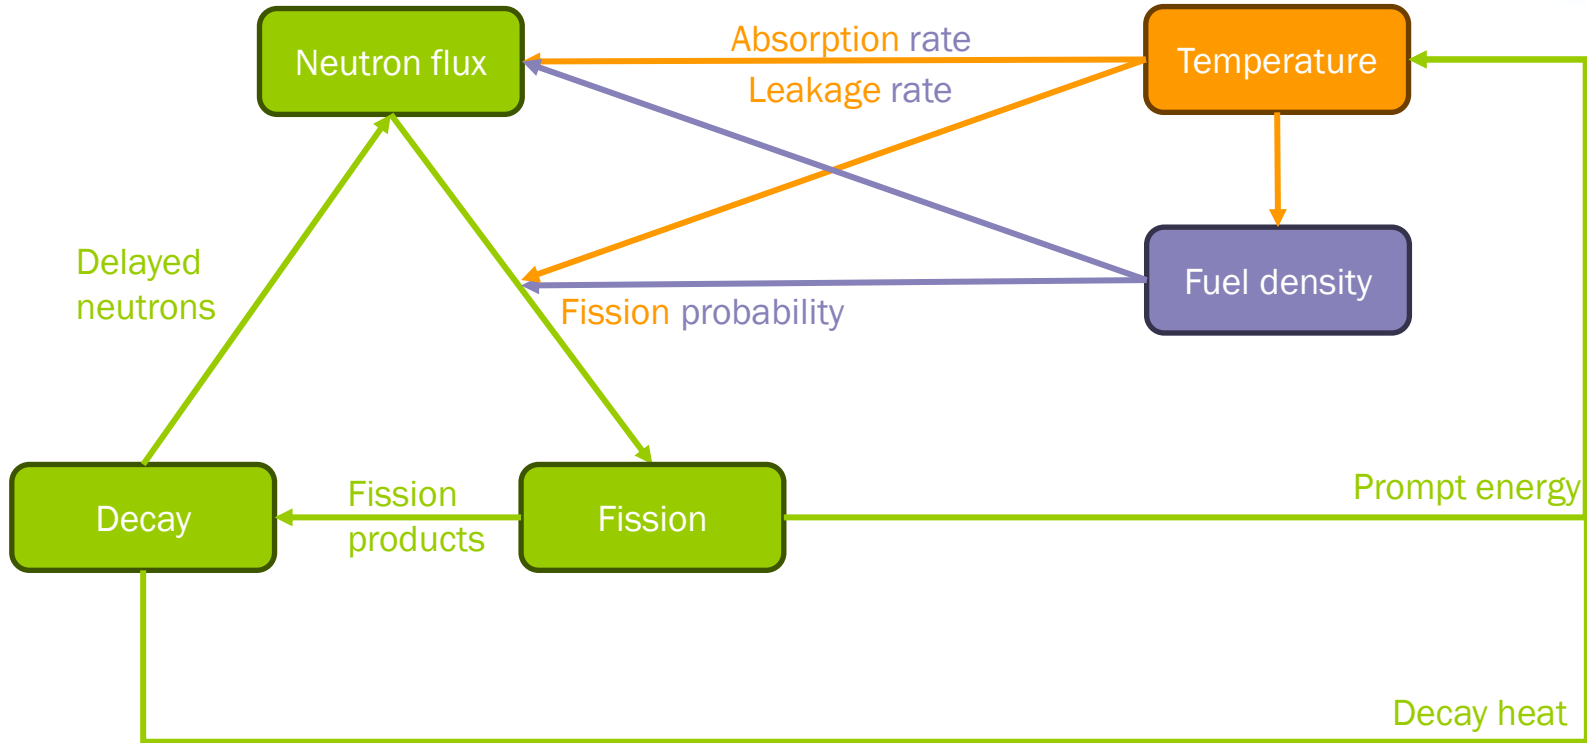 Neutron flux
Absorption rate
Leakage rate
Temperature
Delayed
neutrons
Fuel density
Fission probability
Decay
Fission
products
Fission
Prompt energy
Decay heat